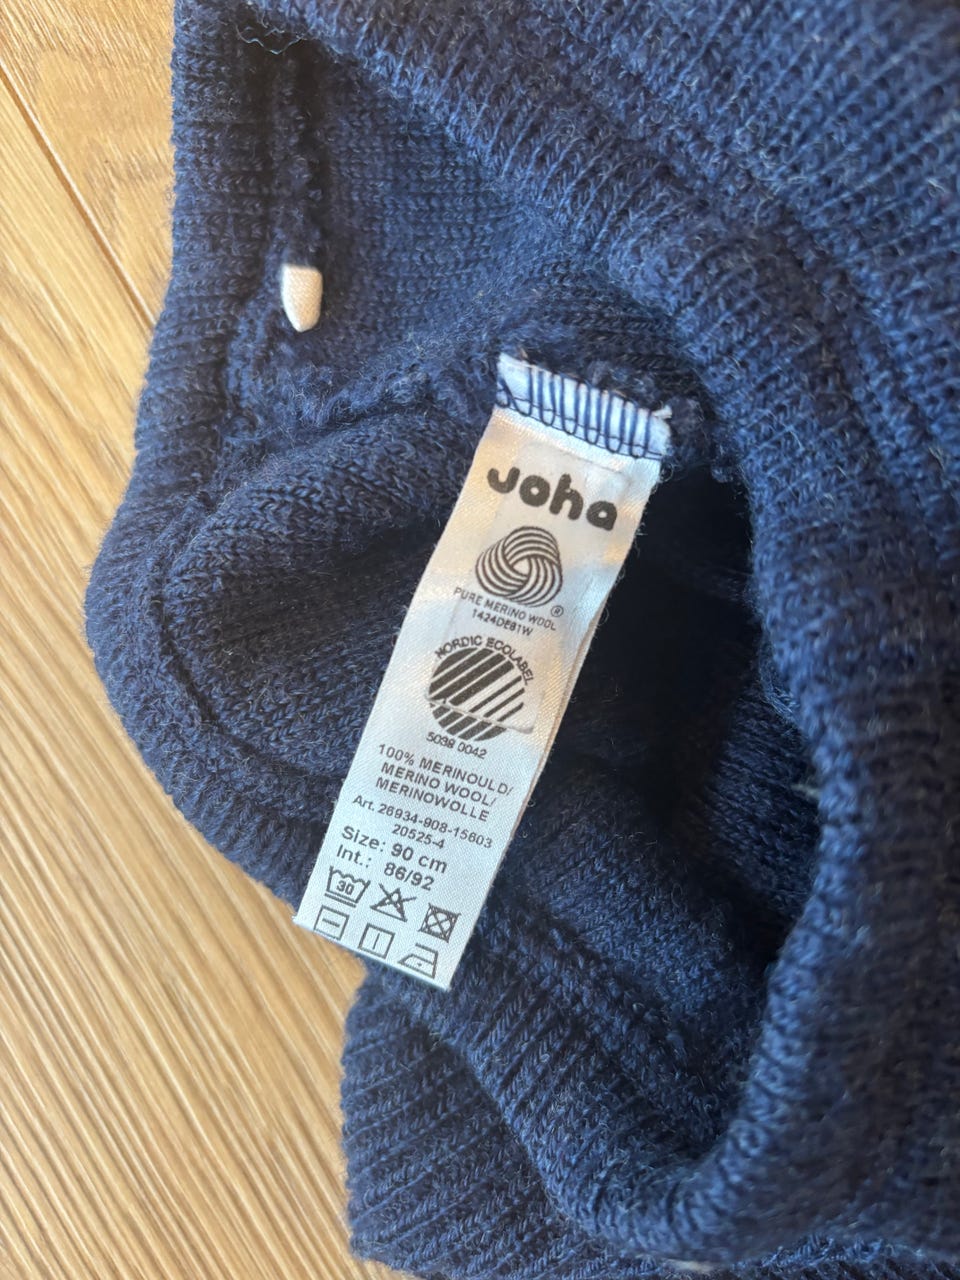 Joha
PURE MERINO WOOL ®
1424DE81W
NORDIC ECOLABEL
5038 0042
100% MERINOULD/
MERINO WOOL/
MERINOWOLLE
Art. 26934-908-15603
20525-4
Size: 90 cm
Int.: 86/92
30